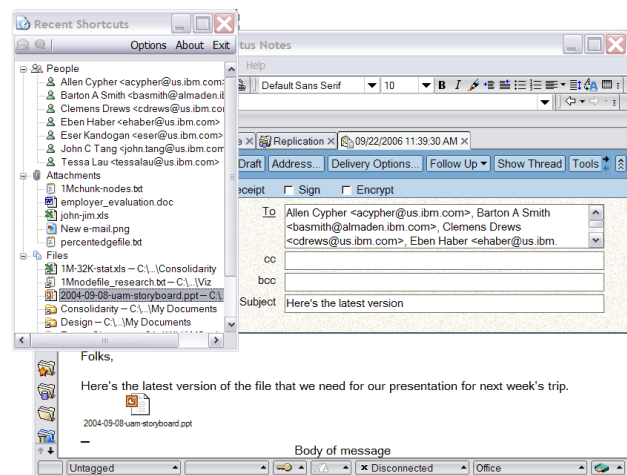 Recent Shortcuts
Options About Exit
People
Allen Cypher <acypher@us.ibm.com>
Barton A Smith <basmith@almaden.ib
Clemens Drews <cdrews@us.ibm.co
Eben Haber <ehaber@us.ibm.com>
Eser Kandogan <eser@us.ibm.com>
John C Tang <john.tang@us.ibm.com
Tessa Lau <tessalau@us.ibm.com>
Attachments
1Mchunk-nodes.txt
employer_evaluation.doc
john-jim.xls
New e-mail.png
percentedgefile.txt
Files
1M-32K-stat.xls – C:\...\Consolidarity
1Mnodefile_research.txt – C:\...\Viz
2004-09-08-uam-storyboard.ppt – C:\
Consolidarity – C:\...\My Documents
Design – C:\...\My Documents
tus Notes
Help
Default Sans Serif 10 B I
Replication 09/22/2006 11:39:30 AM
Draft Address... Delivery Options... Follow Up Show Thread Tools
eceipt Sign Encrypt
To Allen Cypher <acypher@us.ibm.com>, Barton A Smith
<basmith@almaden.ibm.com>, Clemens Drews
<cdrews@us.ibm.com>, Eben Haber <ehaber@us.ibm.
cc
bcc
Subject Here's the latest version
Folks,
Here's the latest version of the file that we need for our presentation for next week's trip.
2004-09-08-uam-storyboard.ppt
Body of message
Untagged Disconnected Office